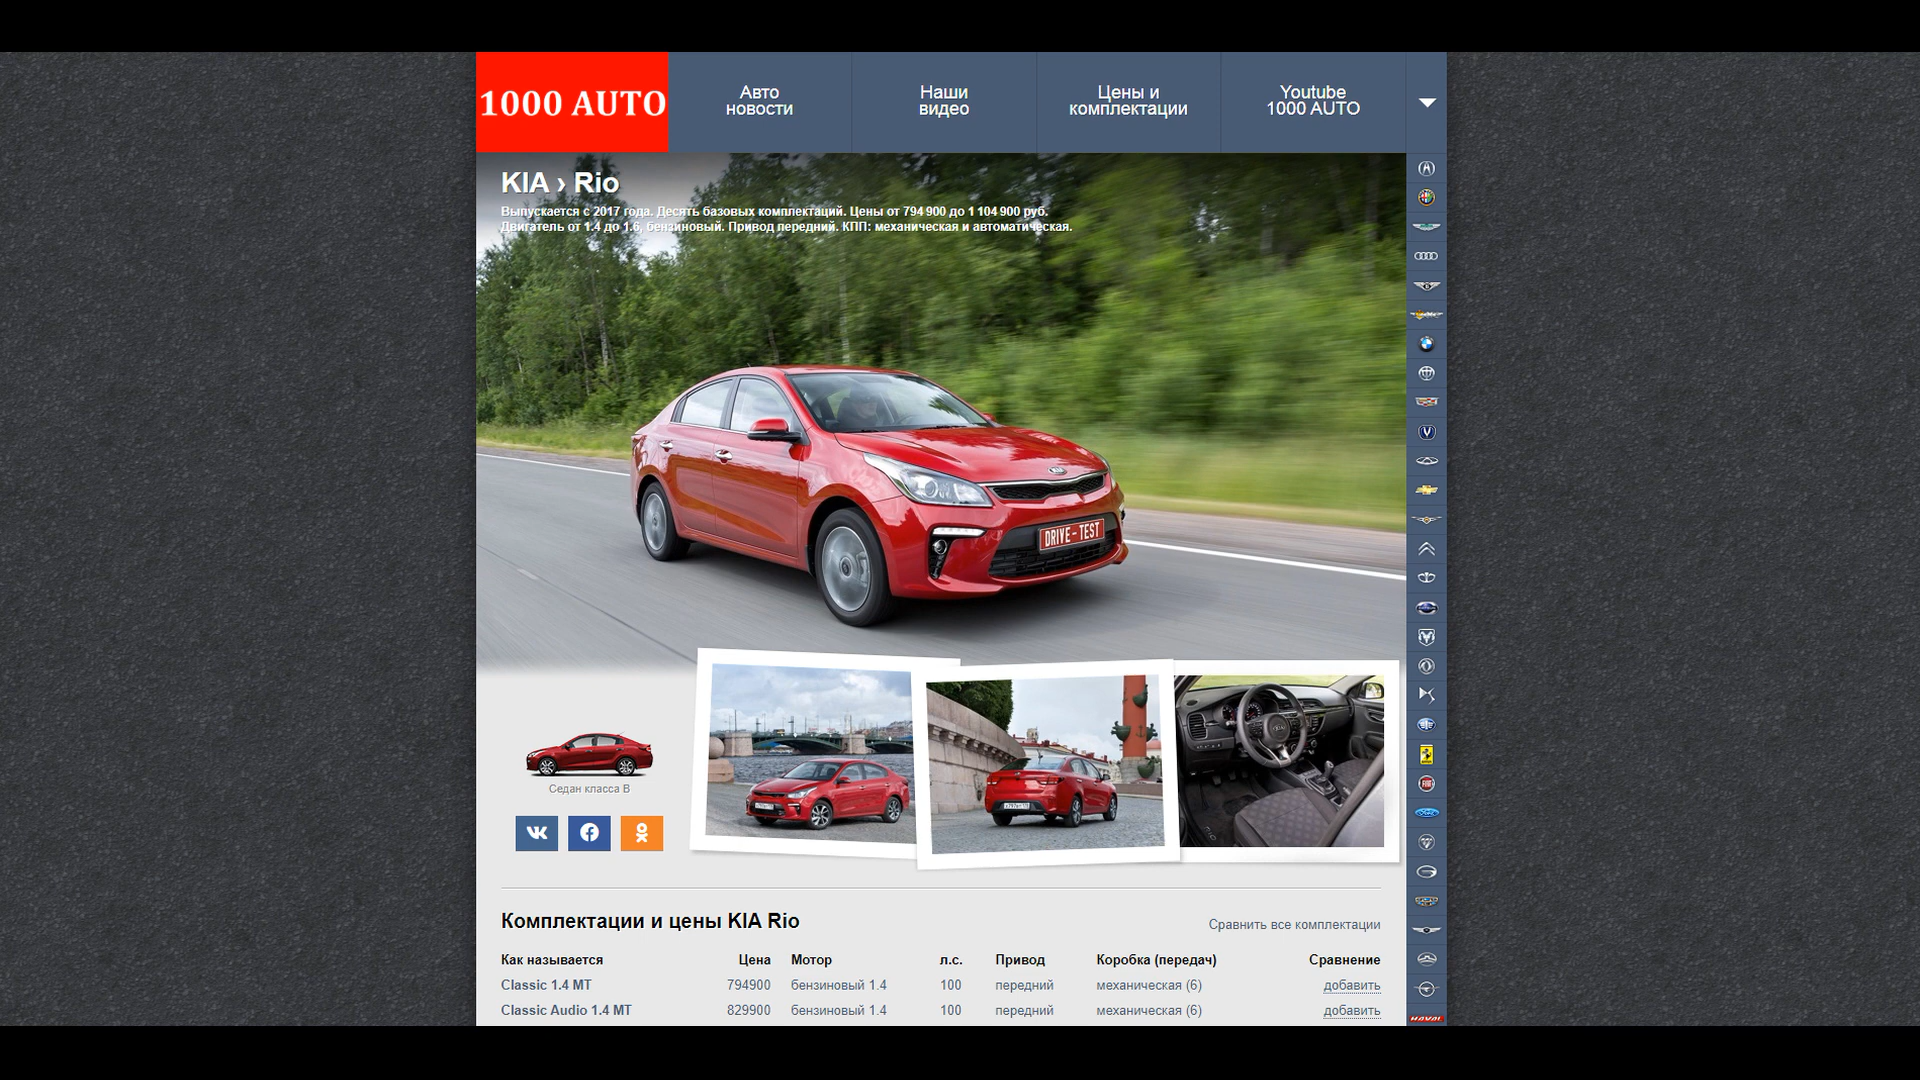 1000 AUTO
Авто
новости
Наши
видео
Цены и
комплектации
Youtube
1000 AUTO
KIA › Rio
Выпускается с 2017 года. Десять базовых комплектаций. Цены от 794 900 до 1 104 900 руб.
Двигатель от 1.4 до 1.6, бензиновый. Привод передний. КПП: механическая и автоматическая.
DRIVE-TEST
Седан класса B
Комплектации и цены KIA Rio
Сравнить все комплектации
Как называется Цена Мотор л.с. Привод Коробка (передач) Сравнение
Classic 1.4 MT 794900 бензиновый 1.4 100 передний механическая (6) добавить
Classic Audio 1.4 MT 829900 бензиновый 1.4 100 передний механическая (6) добавить